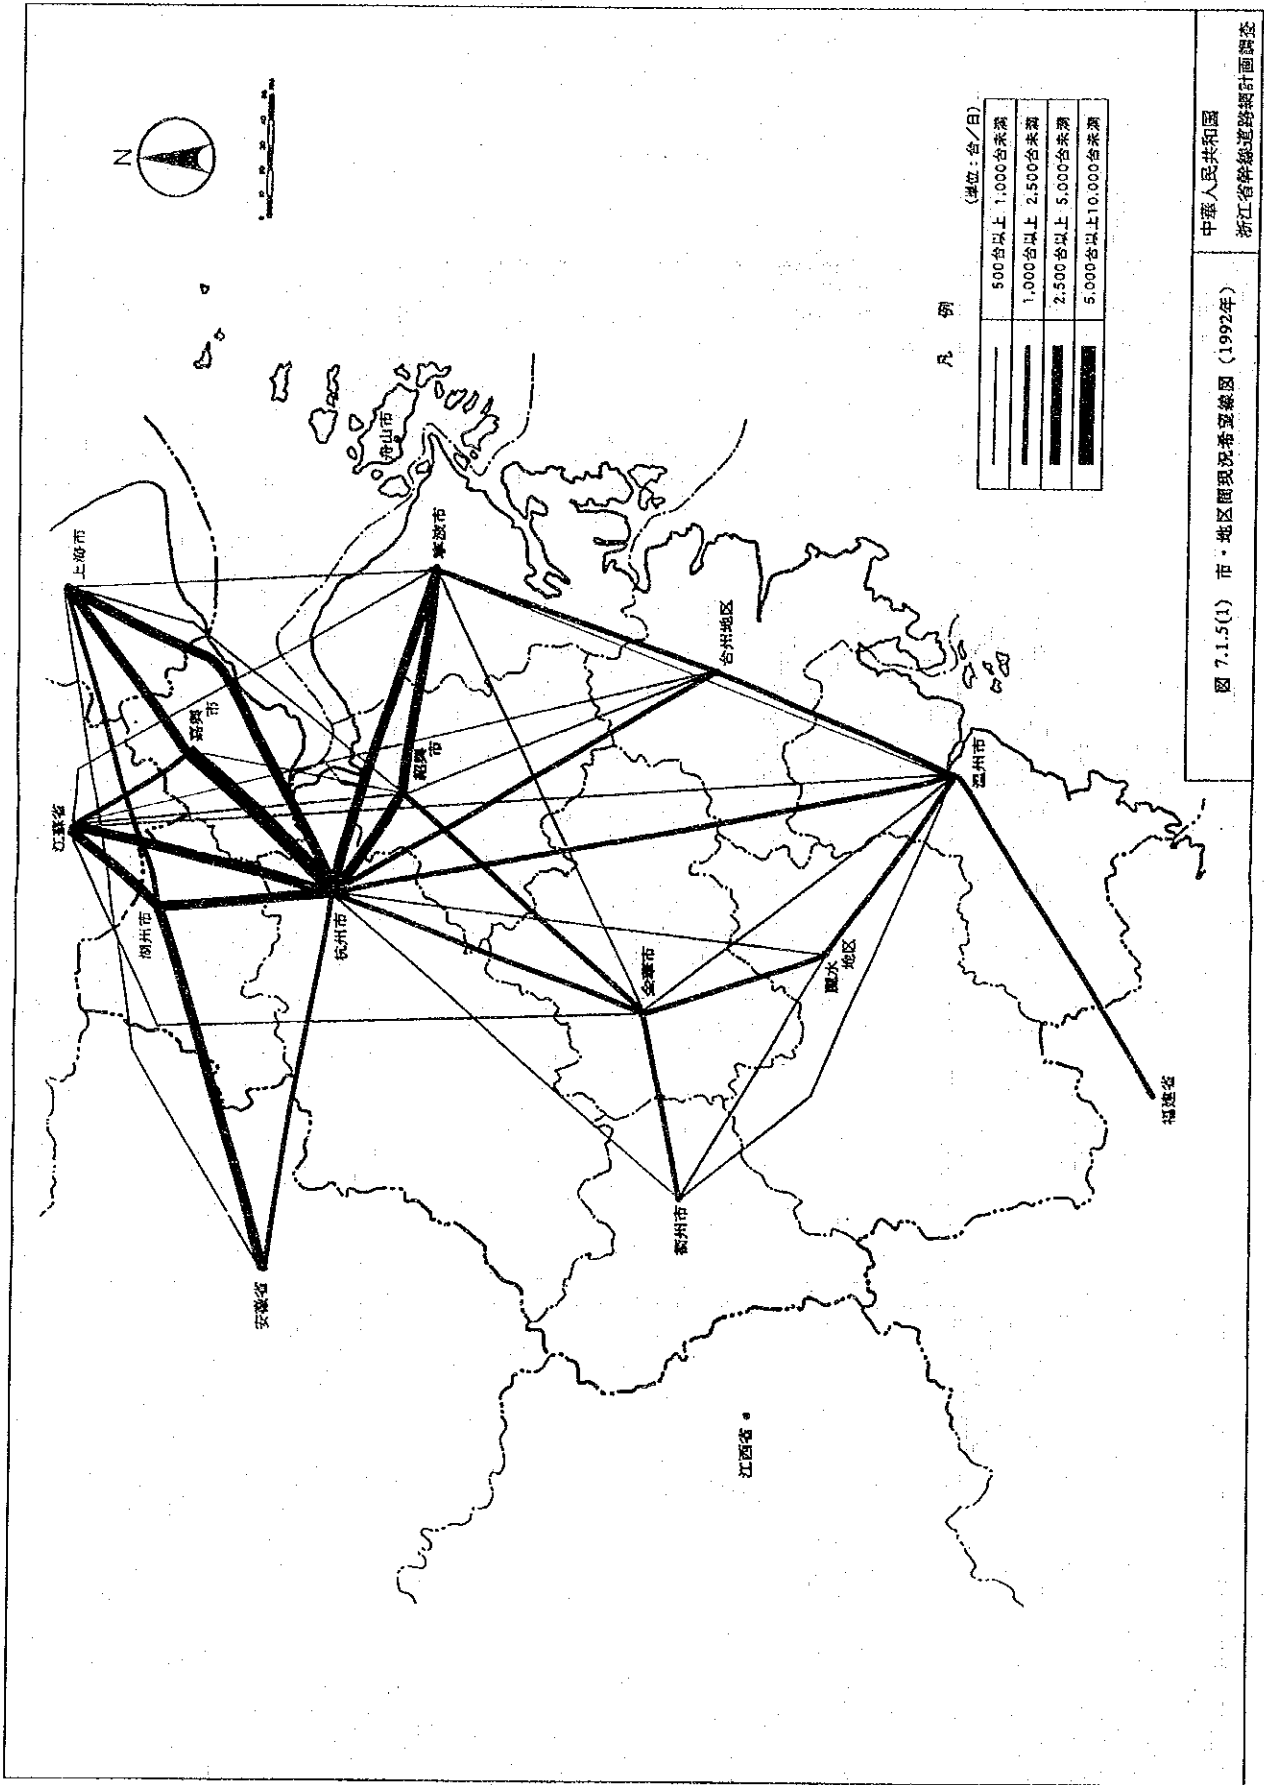 N
0 10 20 30 40 50 KM
上海市
江蘇省
嘉興
市
湖州市
舟山市
寧波市
紹興
市
杭州市
安徽省
台州地区
金華市
麗水
地区
衢州市
温州市
福建省
江西省
凡 例
(単位:台/日)
500台以上 1,000台未満
1,000台以上 2,500台未満
2,500台以上 5,000台未満
5,000台以上10,000台未満
図 7.1.5(1) 市・地区間現況希望線図 (1992年)
中華人民共和国
浙江省幹線道路網計画調査